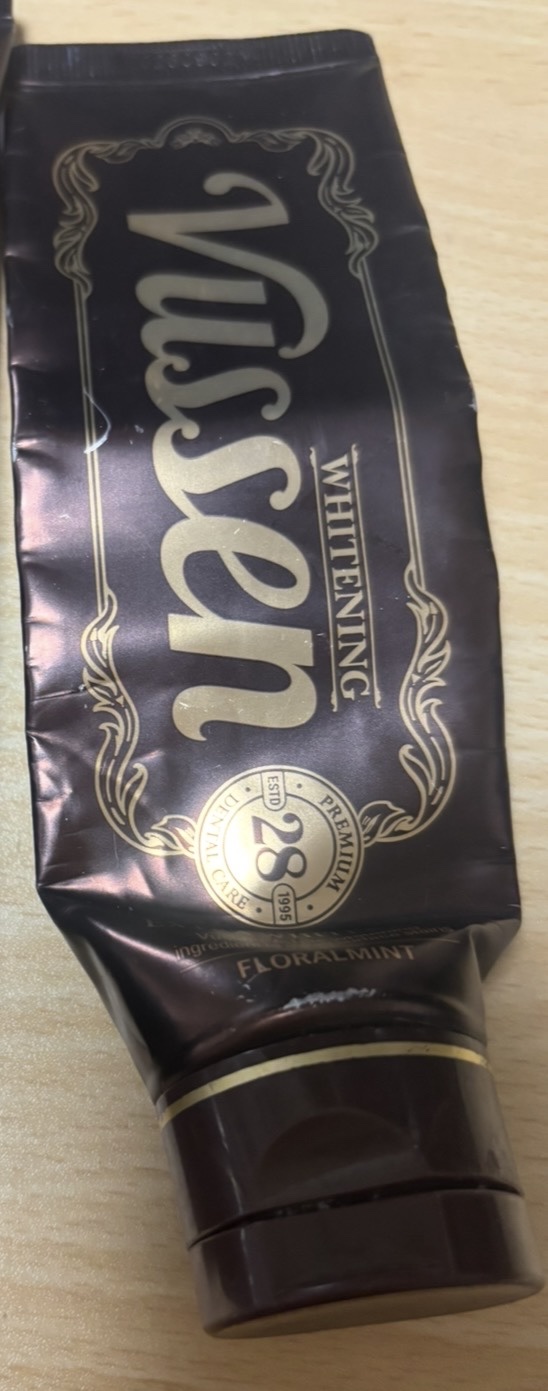 WHITENING
Vussen
PREMIUM
ESTD 28 1995
DENTAL CARE
FLORALMINT